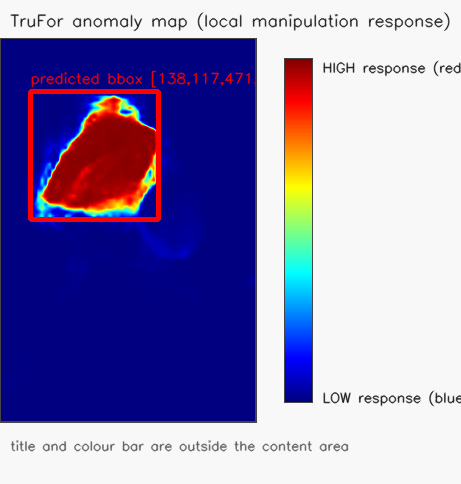 TruFor anomaly map (local manipulation response)
predicted bbox [138,117,471
HIGH response (red
LOW response (blue
title and colour bar are outside the content area